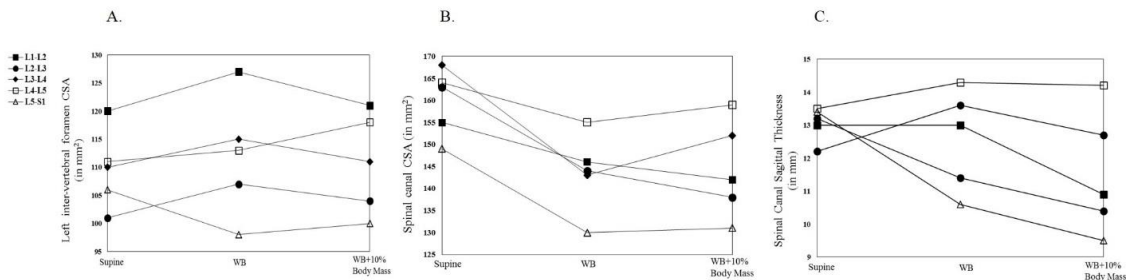 A.
B.
C.
L1-L2
L2-L3
L3-L4
L4-L5
L5-S1
Left inter-vertebral foramen CSA
(in mm²)
130
125
120
115
110
105
100
95
Supine
WB
WB+10%
Body Mass
Spinal canal CSA (in mm²)
170
165
160
155
150
145
140
135
130
125
Supine
WB
WB+10%
Body Mass
Spinal Canal Sagittal Thickness
(in mm)
15
14
13
12
11
10
9
Supine
WB
WB+10%
Body Mass